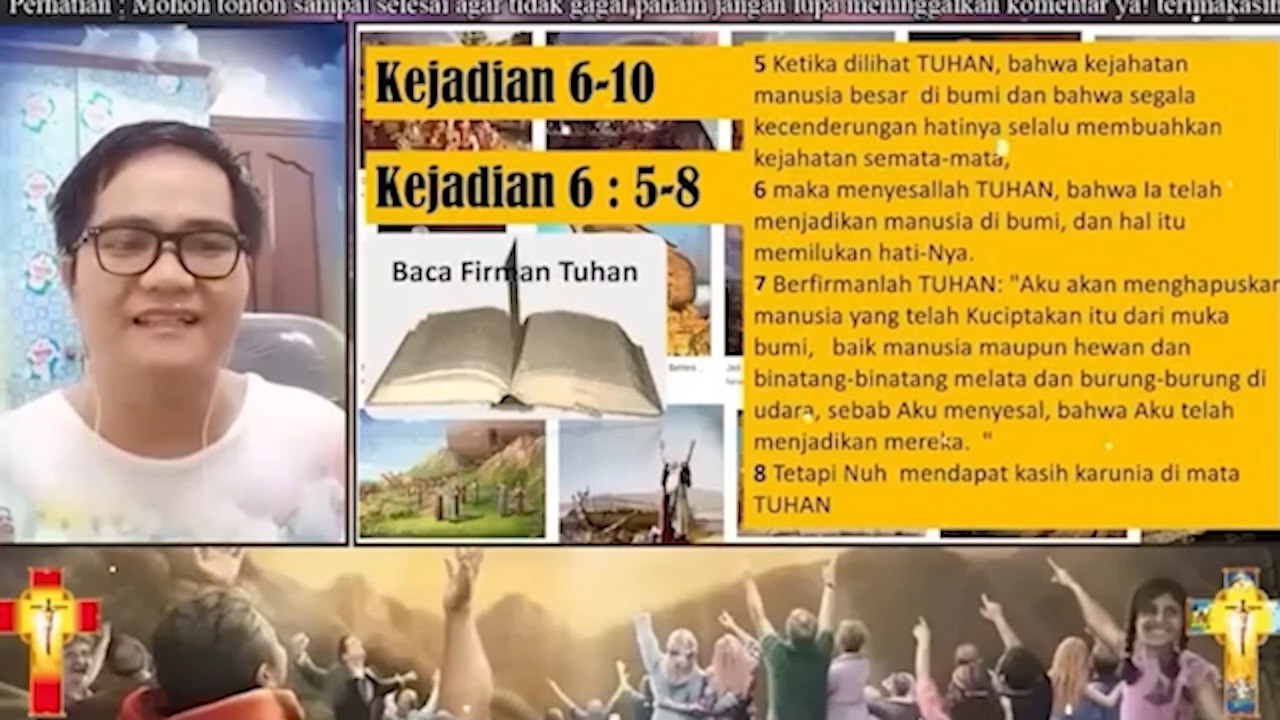 Perhatian : Mohon tonton sampai selesai agar tidak gagal paham jangan lupa meninggalkan komentar ya! terimakasih
Kejadian 6-10
Kejadian 6 : 5-8
Baca Firman Tuhan
5 Ketika dilihat TUHAN, bahwa kejahatan
manusia besar di bumi dan bahwa segala
kecenderungan hatinya selalu membuahkan
kejahatan semata-mata,
6 maka menyesallah TUHAN, bahwa Ia telah
menjadikan manusia di bumi, dan hal itu
memilukan hati-Nya.
7 Berfirmanlah TUHAN: "Aku akan menghapuskan
manusia yang telah Kuciptakan itu dari muka
bumi, baik manusia maupun hewan dan
binatang-binatang melata dan burung-burung di
udara, sebab Aku menyesal, bahwa Aku telah
menjadikan mereka. "
8 Tetapi Nuh mendapat kasih karunia di mata
TUHAN